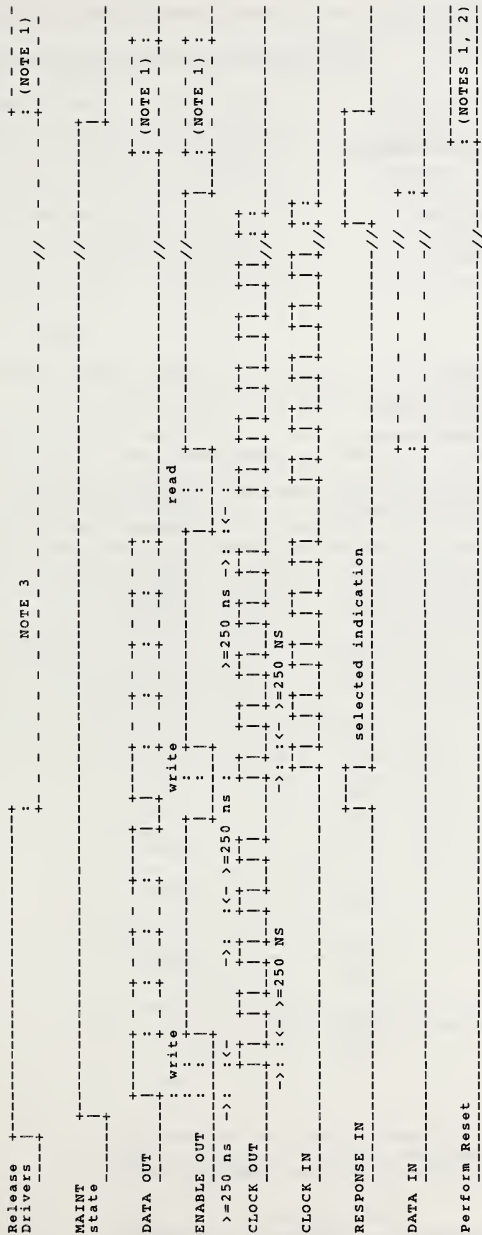 Release
Drivers
: (NOTE 1)
NOTE 3
MAINT
state
DATA OUT
: (NOTE 1) :
write
write
read
ENABLE OUT
: (NOTE 1) :
>=250 ns ->: :<-
->: :<- >=250 ns :
>=250 ns ->: :<-
CLOCK OUT
->: :<- >=250 NS
->: :<- >=250 NS
CLOCK IN
RESPONSE IN
selected indication
DATA IN
Perform Reset
: (NOTES 1, 2)